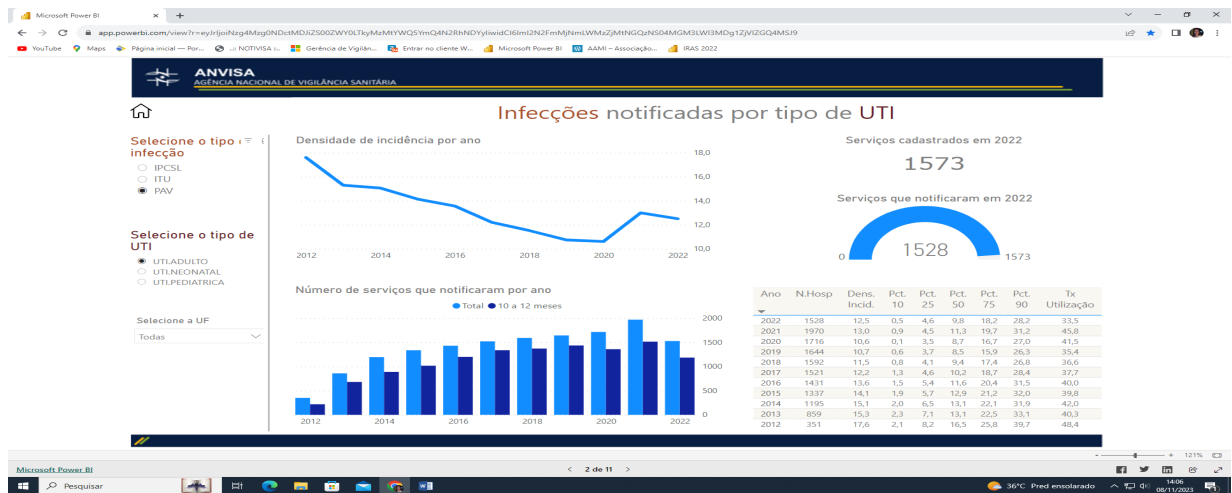 Microsoft Power BI
app.powerbi.com/view?r=eyJrIjoiNzg4Mzg0NDctMDJiZS00ZWY0LTkyMzMtYWQ5YmQ4N2RhNDYyIiwidCI6ImI2N2FmMjNmLWMzZjMtNGQzNS04MGM3LWI3MDg1ZjVlZGQ4MSJ9
YouTube Maps Página inicial — Por... NOTIVISA Gerência de Vigilân... Entrar no cliente W... Microsoft Power BI AAMI – Associação... IRAS 2022
ANVISA
AGÊNCIA NACIONAL DE VIGILÂNCIA SANITÁRIA
Infecções notificadas por tipo de UTI
Selecione o tipo
infecção
IPCSL
ITU
PAV
Selecione o tipo de
UTI
UTI.ADULTO
UTI.NEONATAL
UTI.PEDIATRICA
Selecione a UF
Todas
Densidade de incidência por ano
18,0
16,0
14,0
12,0
10,0
2012 2014 2016 2018 2020 2022
Número de serviços que notificaram por ano
Total 10 a 12 meses
2000
1500
1000
500
0
2012 2014 2016 2018 2020 2022
Serviços cadastrados em 2022
1573
Serviços que notificaram em 2022
1528
0 1573
Ano N.Hosp Dens. Incid. Pct. 10 Pct. 25 Pct. 50 Pct. 75 Pct. 90 Tx Utilização
2022 1528 12,5 0,5 4,6 9,8 18,2 28,2 33,5
2021 1970 13,0 0,9 4,5 11,3 19,7 31,2 45,8
2020 1716 10,6 0,1 3,5 8,7 16,7 27,0 41,5
2019 1644 10,7 0,6 3,7 8,5 15,9 26,3 35,4
2018 1592 11,5 0,8 4,1 9,4 17,4 26,8 36,6
2017 1521 12,2 1,3 4,6 10,2 18,7 28,4 37,7
2016 1431 13,6 1,5 5,4 11,6 20,4 31,5 40,0
2015 1337 14,1 1,9 5,7 12,9 21,2 32,0 39,8
2014 1195 15,1 2,0 6,5 13,1 22,1 31,9 42,0
2013 859 15,3 2,3 7,1 13,1 22,5 33,1 40,3
2012 351 17,6 2,1 8,2 16,5 25,8 39,7 48,4
121%
Microsoft Power BI
2 de 11
Pesquisar
36°C Pred ensolarado
14:06
08/11/2023